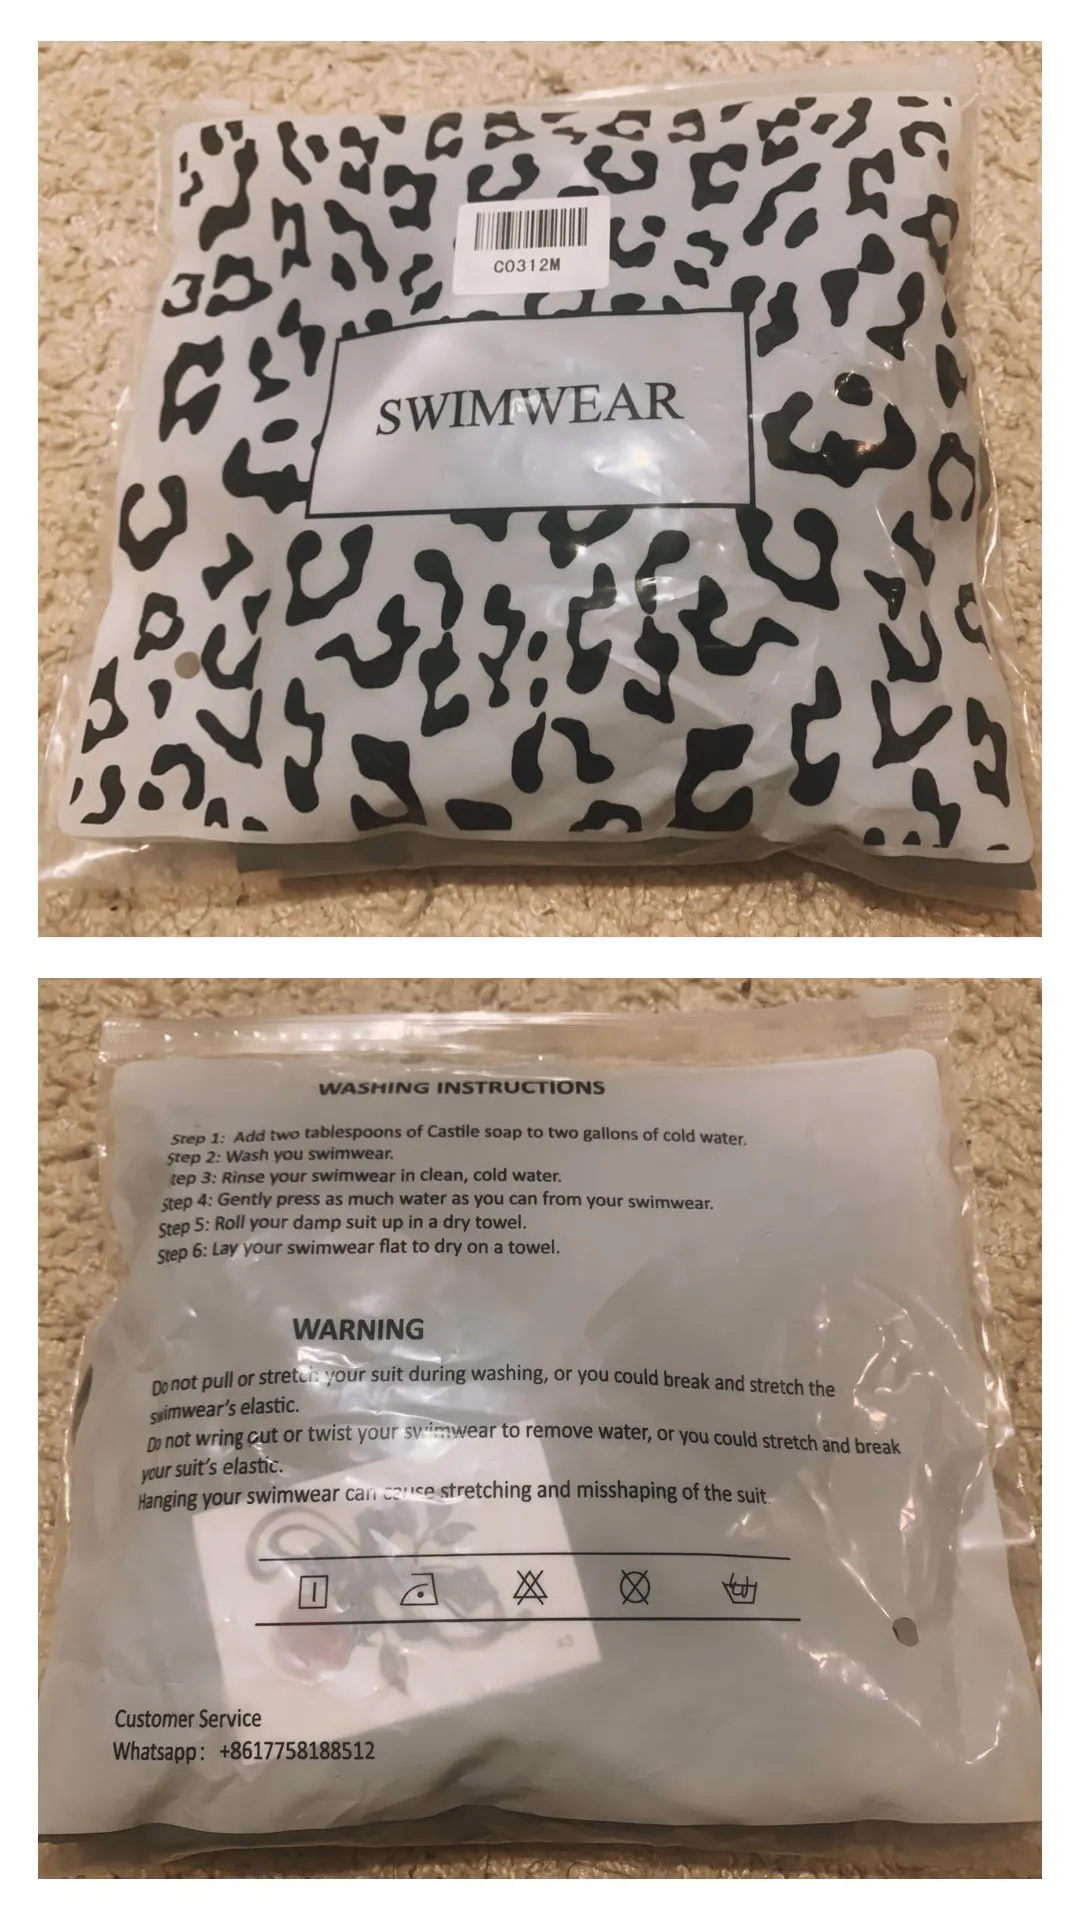 C0312M
SWIMWEAR
WASHING INSTRUCTIONS
Step 1: Add two tablespoons of Castile soap to two gallons of cold water.
Step 2: Wash you swimwear.
tep 3: Rinse your swimwear in clean, cold water.
Step 4: Gently press as much water as you can from your swimwear.
Step 5: Roll your damp suit up in a dry towel.
Step 6: Lay your swimwear flat to dry on a towel.
WARNING
Do not pull or stretch your suit during washing, or you could break and stretch the
swimwear's elastic.
Do not wring out or twist your swimwear to remove water, or you could stretch and break
your suit's elastic.
Hanging your swimwear can cause stretching and misshaping of the suit.
Customer Service
Whatsapp: +8617758188512